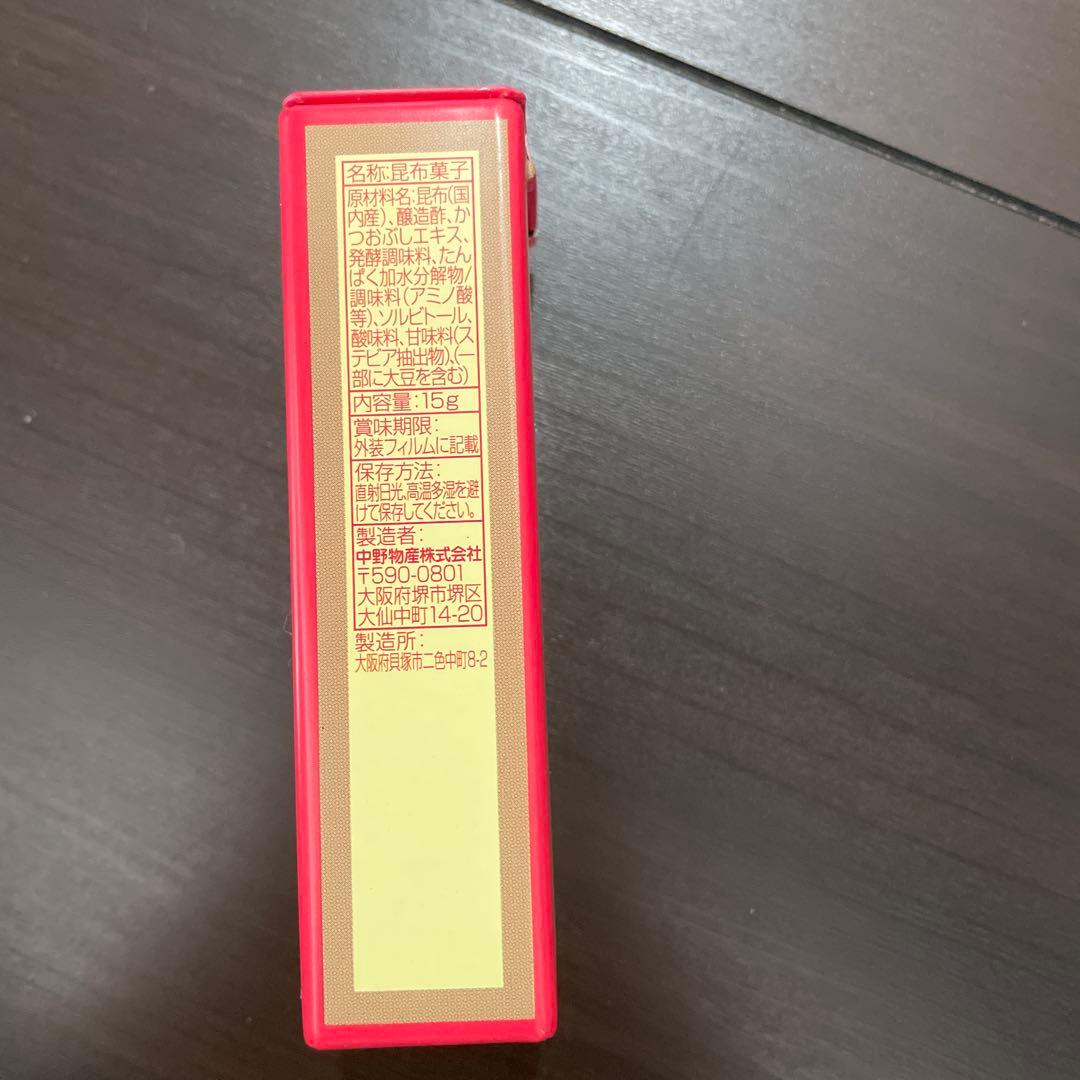 名称:昆布菓子
原材料名:昆布(国
内産)、醸造酢、か
つおぶしエキス、
発酵調味料、たん
ぱく加水分解物/
調味料(アミノ酸
等)、ソルビトール、
酸味料、甘味料(ス
テビア抽出物)、(一
部に大豆を含む)
内容量:15g
賞味期限:
外装フィルムに記載
保存方法:
直射日光、高温多湿を避
けて保存してください。
製造者:
中野物産株式会社
〒590-0801
大阪府堺市堺区
大仙中町14-20
製造所:
大阪府貝塚市二色中町8-2